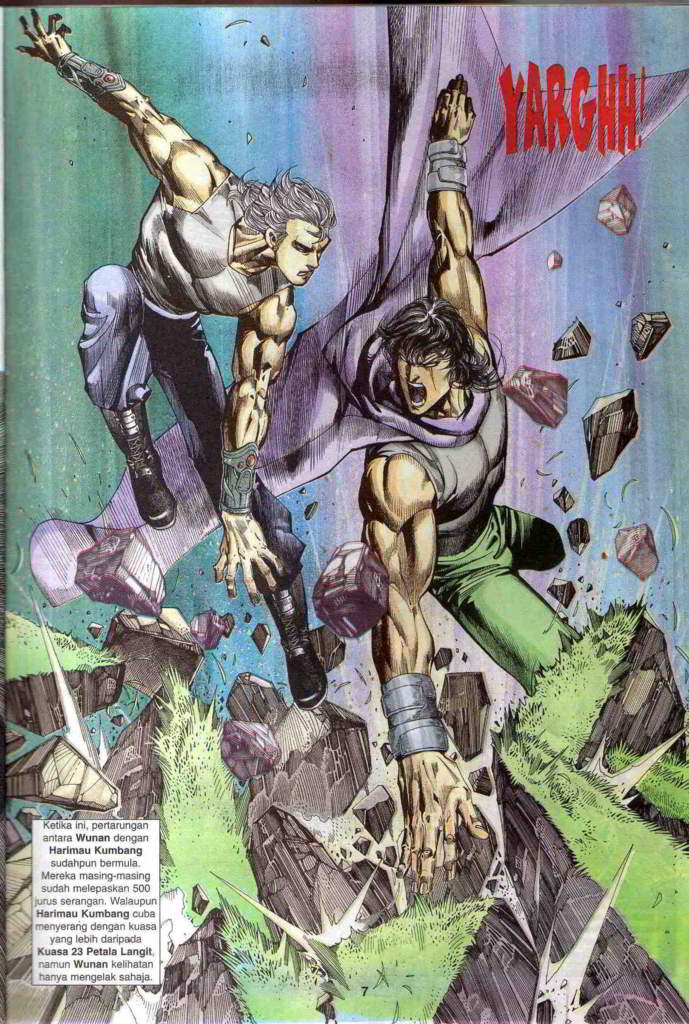 YARGHH!
Ketika ini, pertarungan
antara Wunan dengan
Harimau Kumbang
sudahpun bermula.
Mereka masing-masing
sudah melepaskan 500
jurus serangan. Walaupun
Harimau Kumbang cuba
menyerang dengan kuasa
yang lebih daripada
Kuasa 23 Petala Langit,
namun Wunan kelihatan
hanya mengelak sahaja.
7